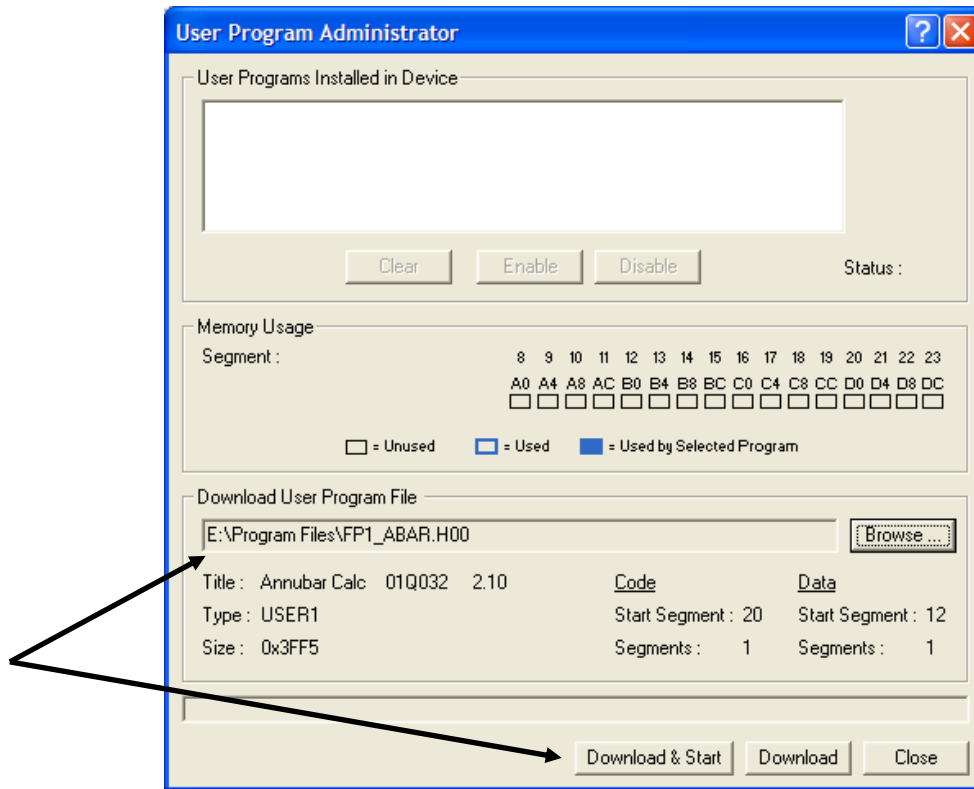 User Program Administrator
User Programs Installed in Device
Clear Enable Disable Status :
Memory Usage
Segment : 8 9 10 11 12 13 14 15 16 17 18 19 20 21 22 23
A0 A4 A8 AC B0 B4 B8 BC C0 C4 C8 CC D0 D4 D8 DC
= Unused = Used = Used by Selected Program
Download User Program File
E:\Program Files\FP1_ABAR.H00 Browse ...
Title : Annubar Calc 01Q032 2.10 Code Data
Type : USER1 Start Segment : 20 Start Segment : 12
Size : 0x3FF5 Segments : 1 Segments : 1
Download & Start Download Close